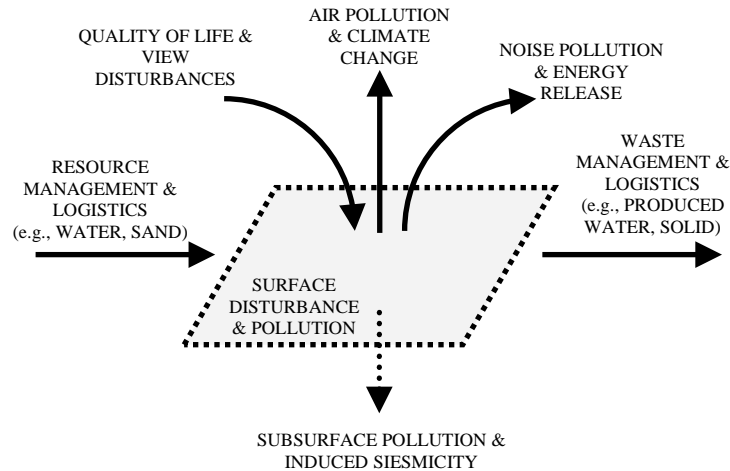 QUALITY OF LIFE &
VIEW
DISTURBANCES
AIR POLLUTION
& CLIMATE
CHANGE
NOISE POLLUTION
& ENERGY
RELEASE
RESOURCE
MANAGEMENT &
LOGISTICS
(e.g., WATER, SAND)
WASTE
MANAGEMENT &
LOGISTICS
(e.g., PRODUCED
WATER, SOLID)
SURFACE
DISTURBANCE
& POLLUTION
SUBSURFACE POLLUTION &
INDUCED SIESMICITY